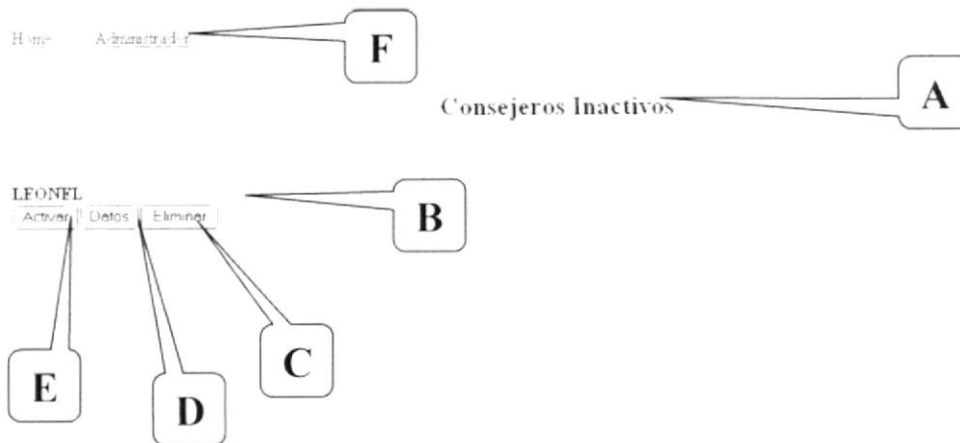 Home Administrador
F
A
Consejeros Inactivos
LEONEL
B
Activar Datos Eliminar
C
E
D